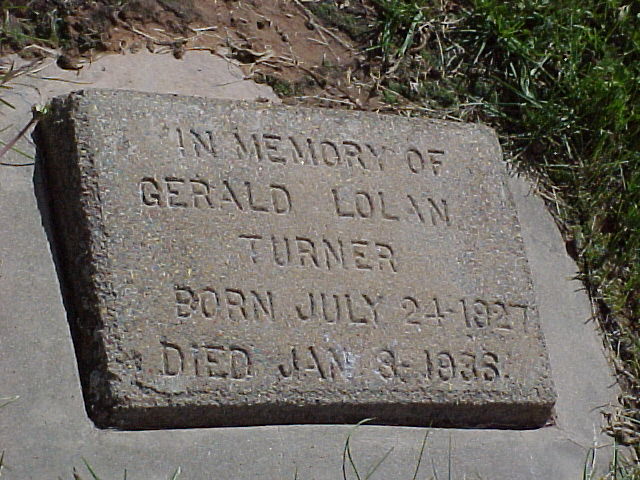 IN MEMORY OF
GERALD LOLAN
TURNER
BORN JULY 24-1927
DIED JAN 3-1936.